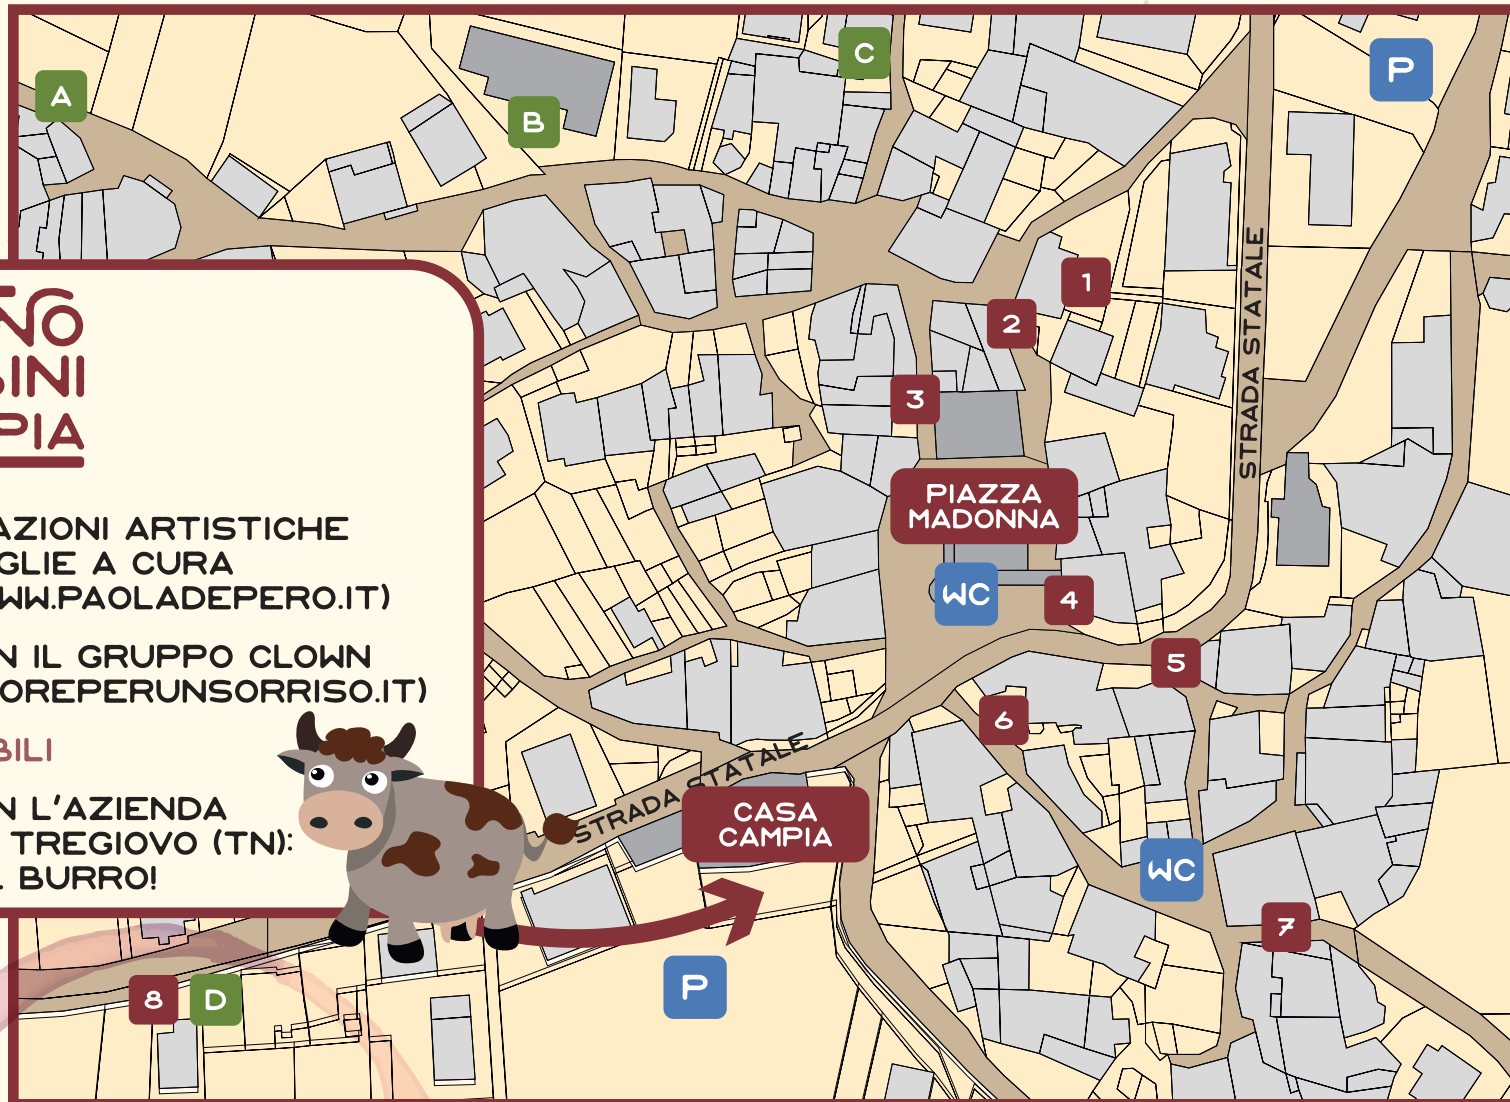 A
B
C
P
1
2
3
STRADA STATALE
PIAZZA
MADONNA
WC
4
5
6
AZIONI ARTISTICHE
GLIE A CURA
WW.PAOLADEPERO.IT)
N IL GRUPPO CLOWN
OREPERUNSORRISO.IT)
BILI
N L'AZIENDA
TREGIOVO (TN):
BURRO!
STRADA STATALE
CASA
CAMPIA
WC
7
P
8
D
NO
SINI
PIA